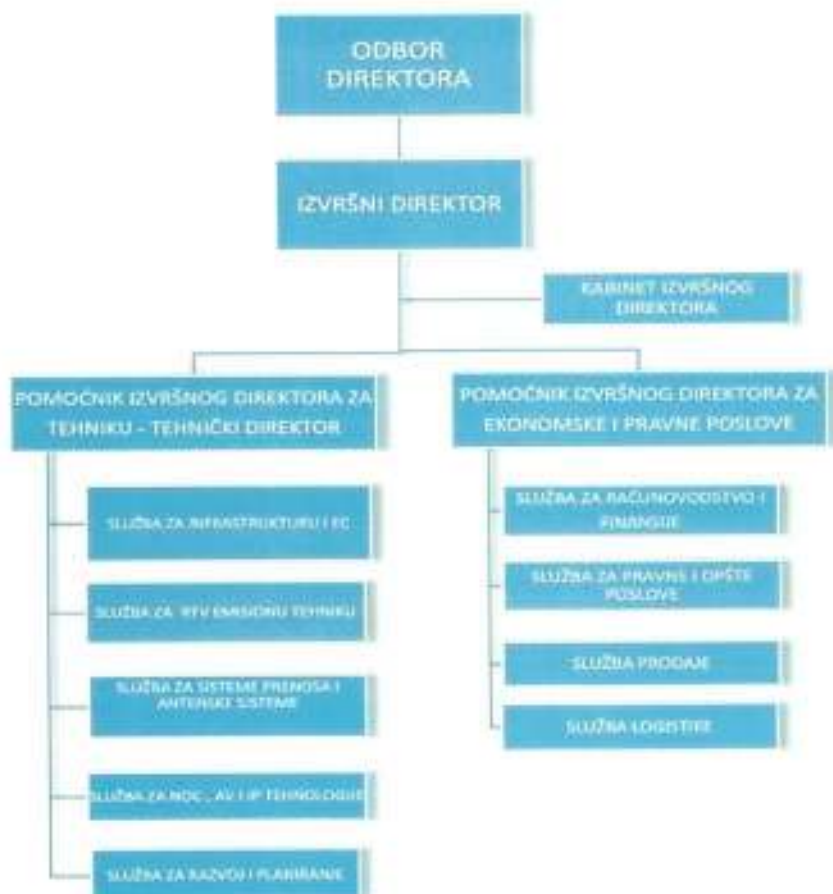 ODBOR
DIREKTORA
IZVRŠNI DIREKTOR
KABINET IZVRŠNOG
DIREKTORA
POMOĆNIK IZVRŠNOG DIREKTORA ZA
TEHNIKU - TEHNIČKI DIREKTOR
POMOĆNIK IZVRŠNOG DIREKTORA ZA
EKONOMSKE I PRAVNE POSLOVE
SLUŽBA ZA INFRASTRUKTURU I EC
SLUŽBA ZA RTV EMISIONU TEHNIKU
SLUŽBA ZA SISTEME PRENOSA I
ANTENSKE SISTEME
SLUŽBA ZA NOC , AV I IP TEHNOLOGIJE
SLUŽBA ZA RAZVOJ I PLANIRANJE
SLUŽBA ZA RAČUNOVODSTVO I
FINANSIJE
SLUŽBA ZA PRAVNE I OPŠTE
POSLOVE
SLUŽBA PRODAJE
SLUŽBA LOGISTIKE